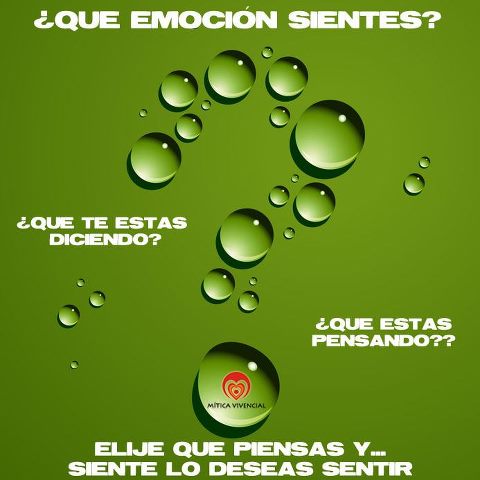 ¿QUE EMOCIÓN SIENTES?
¿QUE TE ESTAS
DICIENDO?
¿QUE ESTAS
PENSANDO??
MÍTICA VIVENCIAL
ELIJE QUE PIENSAS Y...
SIENTE LO DESEAS SENTIR